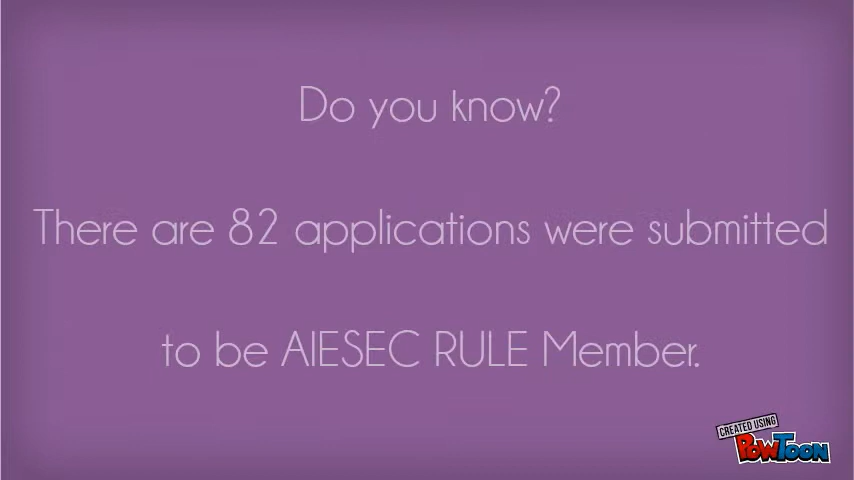 Do you know?
There are 82 applications were submitted
to be AIESEC RULE Member.
CREATED USING
POWTOON